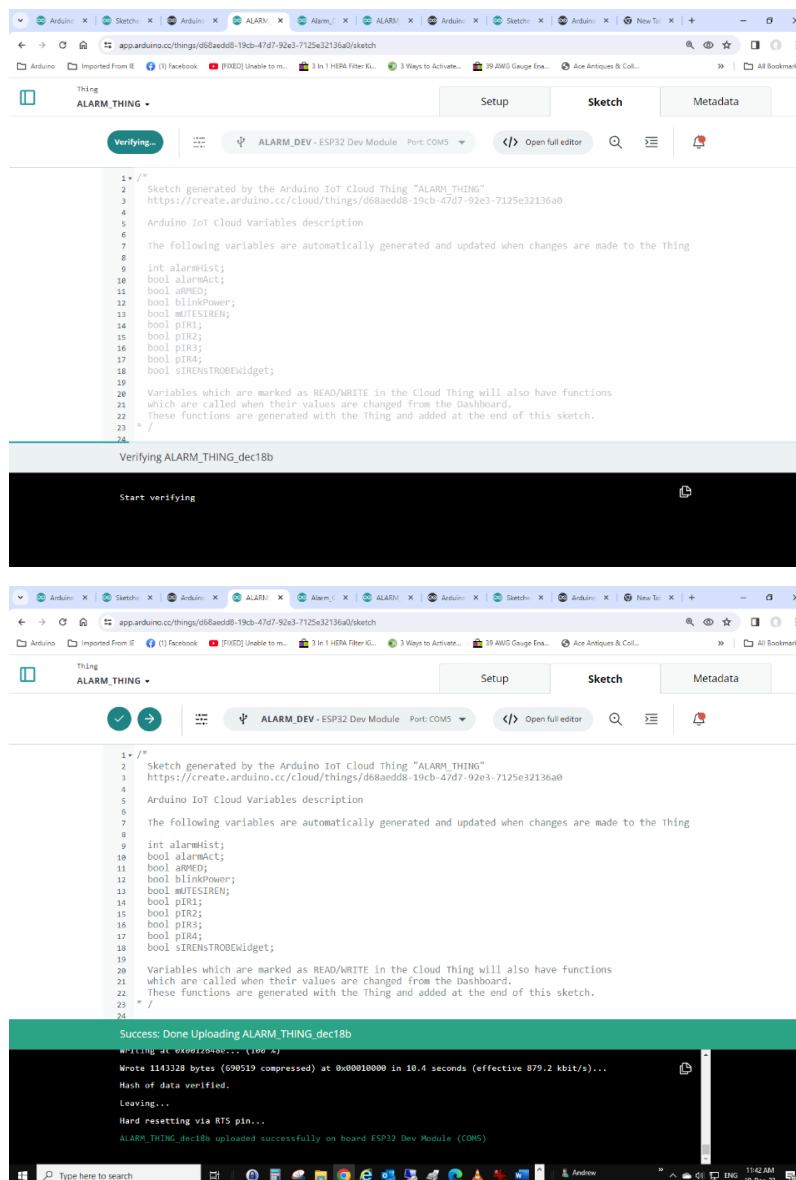 Arduino
Sketche
Arduino
ALARM_
Alarm_C
ALARM
Arduino
Sketche
Arduino
New Tab
app.arduino.cc/things/d68aedd8-19cb-47d7-92e3-7125e32136a0/sketch
Arduino Imported From IE (1) Facebook [FIXED] Unable to m... 3 In 1 HEPA Filter Ki... 3 Ways to Activate... 39 AWG Gauge Ena... Ace Antiques & Coll... » All Bookmark
Thing
ALARM_THING
Setup Sketch Metadata
Verifying... ALARM_DEV - ESP32 Dev Module Port: COM5 </> Open full editor
1 /*
2 Sketch generated by the Arduino IoT Cloud Thing "ALARM_THING"
3 https://create.arduino.cc/cloud/things/d68aedd8-19cb-47d7-92e3-7125e32136a0
4
5 Arduino IoT Cloud Variables description
6
7 The following variables are automatically generated and updated when changes are made to the Thing
8
9 int alarmHist;
10 bool alarmAct;
11 bool aRMED;
12 bool blinkPower;
13 bool mUTESIREN;
14 bool pIR1;
15 bool pIR2;
16 bool pIR3;
17 bool pIR4;
18 bool sIRENsTROBEWidget;
19
20 Variables which are marked as READ/WRITE in the Cloud Thing will also have functions
21 which are called when their values are changed from the Dashboard.
22 These functions are generated with the Thing and added at the end of this sketch.
23 */
24
Verifying ALARM_THING_dec18b
Start verifying
Arduino
Sketche
Arduino
ALARM_
Alarm_C
ALARM
Arduino
Sketche
Arduino
New Tab
app.arduino.cc/things/d68aedd8-19cb-47d7-92e3-7125e32136a0/sketch
Arduino Imported From IE (1) Facebook [FIXED] Unable to m... 3 In 1 HEPA Filter Ki... 3 Ways to Activate... 39 AWG Gauge Ena... Ace Antiques & Coll... » All Bookmark
Thing
ALARM_THING
Setup Sketch Metadata
ALARM_DEV - ESP32 Dev Module Port: COM5 </> Open full editor
1 /*
2 Sketch generated by the Arduino IoT Cloud Thing "ALARM_THING"
3 https://create.arduino.cc/cloud/things/d68aedd8-19cb-47d7-92e3-7125e32136a0
4
5 Arduino IoT Cloud Variables description
6
7 The following variables are automatically generated and updated when changes are made to the Thing
8
9 int alarmHist;
10 bool alarmAct;
11 bool aRMED;
12 bool blinkPower;
13 bool mUTESIREN;
14 bool pIR1;
15 bool pIR2;
16 bool pIR3;
17 bool pIR4;
18 bool sIRENsTROBEWidget;
19
20 Variables which are marked as READ/WRITE in the Cloud Thing will also have functions
21 which are called when their values are changed from the Dashboard.
22 These functions are generated with the Thing and added at the end of this sketch.
23 */
24
Success: Done Uploading ALARM_THING_dec18b
Writing at 0x0012648e... (100 %)
Wrote 1143328 bytes (690519 compressed) at 0x00010000 in 10.4 seconds (effective 879.2 kbit/s)...
Hash of data verified.
Leaving...
Hard resetting via RTS pin...
ALARM_THING_dec18b uploaded successfully on board ESP32 Dev Module (COM5)
Type here to search Andrew ENG 11:42 AM